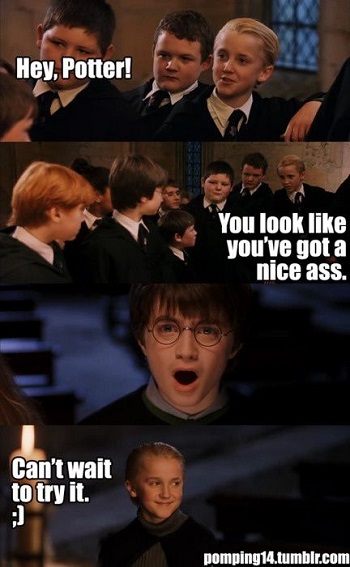 Hey, Potter!
You look like
you've got a
nice ass.
Can't wait
to try it.
;)
pomping14.tumblr.com